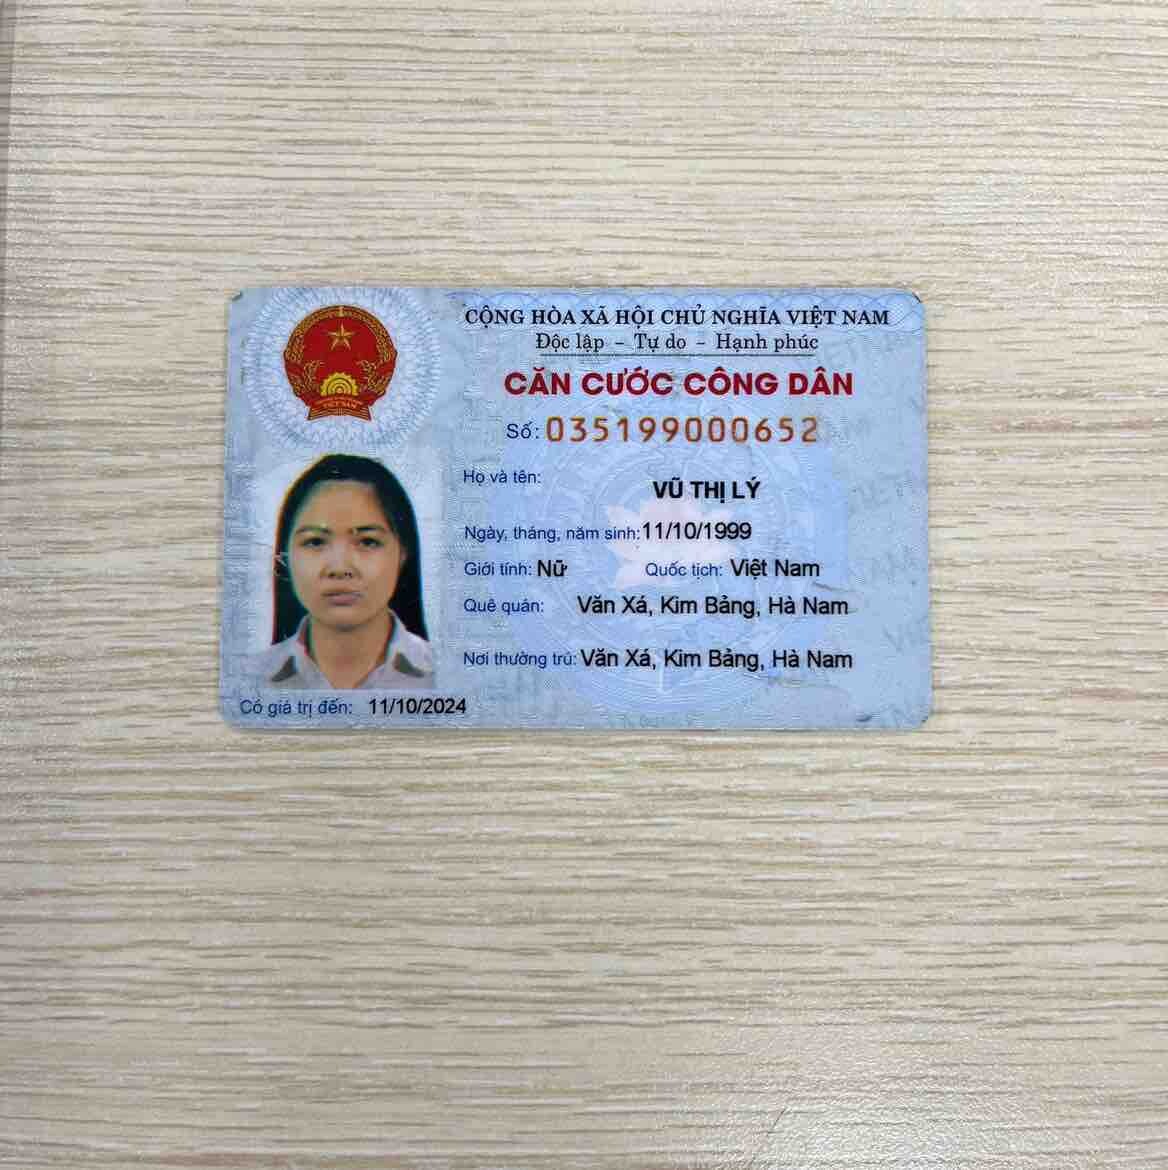 CỘNG HÒA XÃ HỘI CHỦ NGHĨA VIỆT NAM
Độc lập – Tự do – Hạnh phúc
CĂN CƯỚC CÔNG DÂN
Số: 035199000652
Họ và tên: VŨ THỊ LÝ
Ngày, tháng, năm sinh: 11/10/1999
Giới tính: Nữ Quốc tịch: Việt Nam
Quê quán: Văn Xá, Kim Bảng, Hà Nam
Nơi thường trú: Văn Xá, Kim Bảng, Hà Nam
Có giá trị đến: 11/10/2024